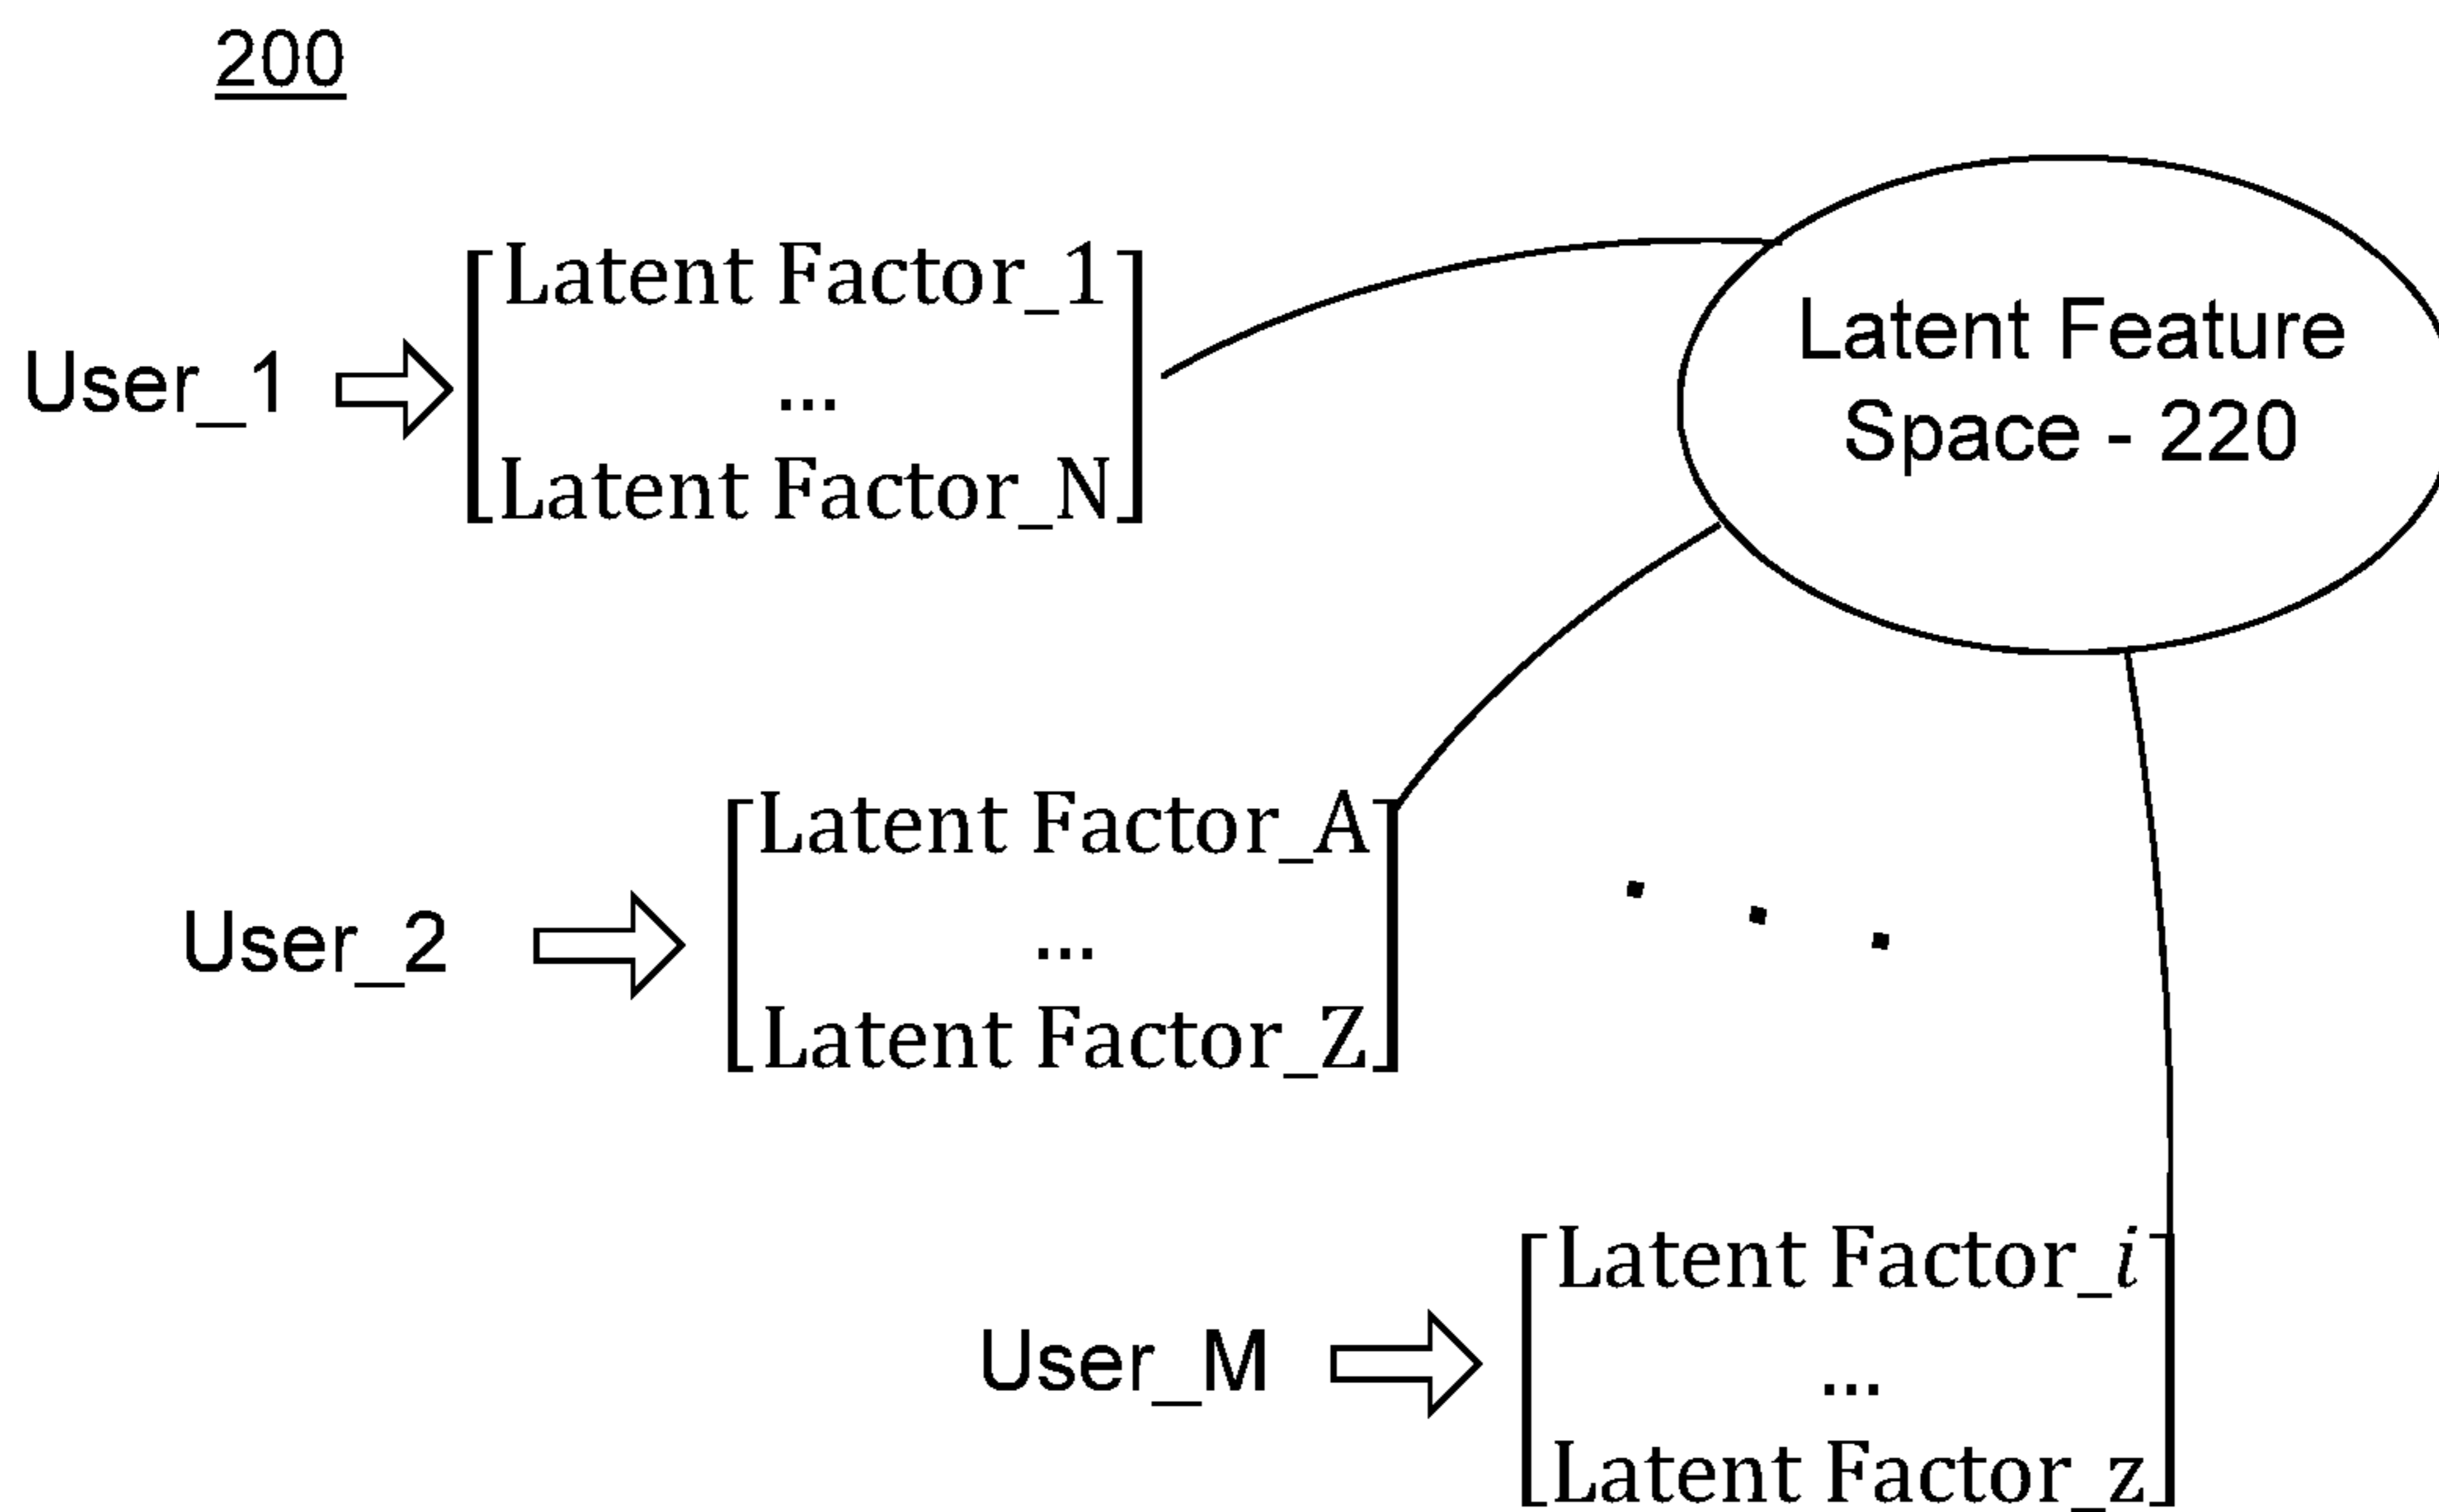 200
Latent Feature
Space - 220
User_1
Latent Factor_1
...
Latent Factor_N
User_2
Latent Factor_A
...
Latent Factor_Z
User_M
Latent Factor_i
...
Latent Factor_z